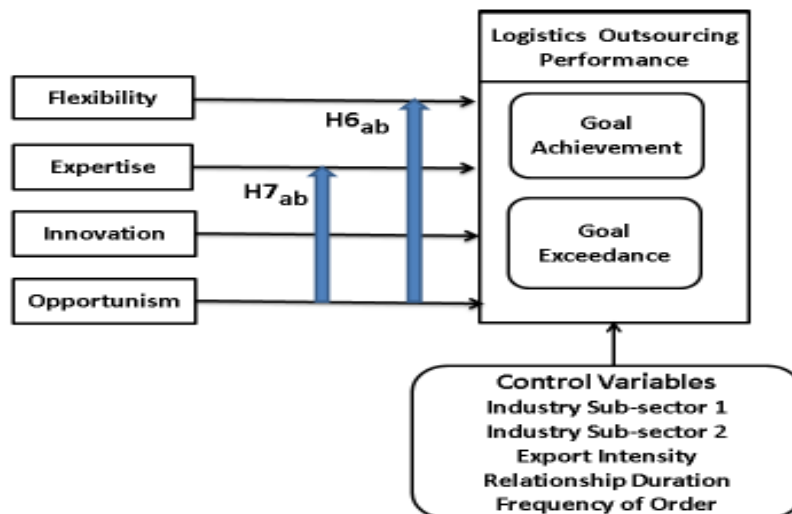 Logistics Outsourcing
Performance
Flexibility
H6ab
Goal
Achievement
Expertise
H7ab
Innovation
Goal
Exceedance
Opportunism
Control Variables
Industry Sub-sector 1
Industry Sub-sector 2
Export Intensity
Relationship Duration
Frequency of Order